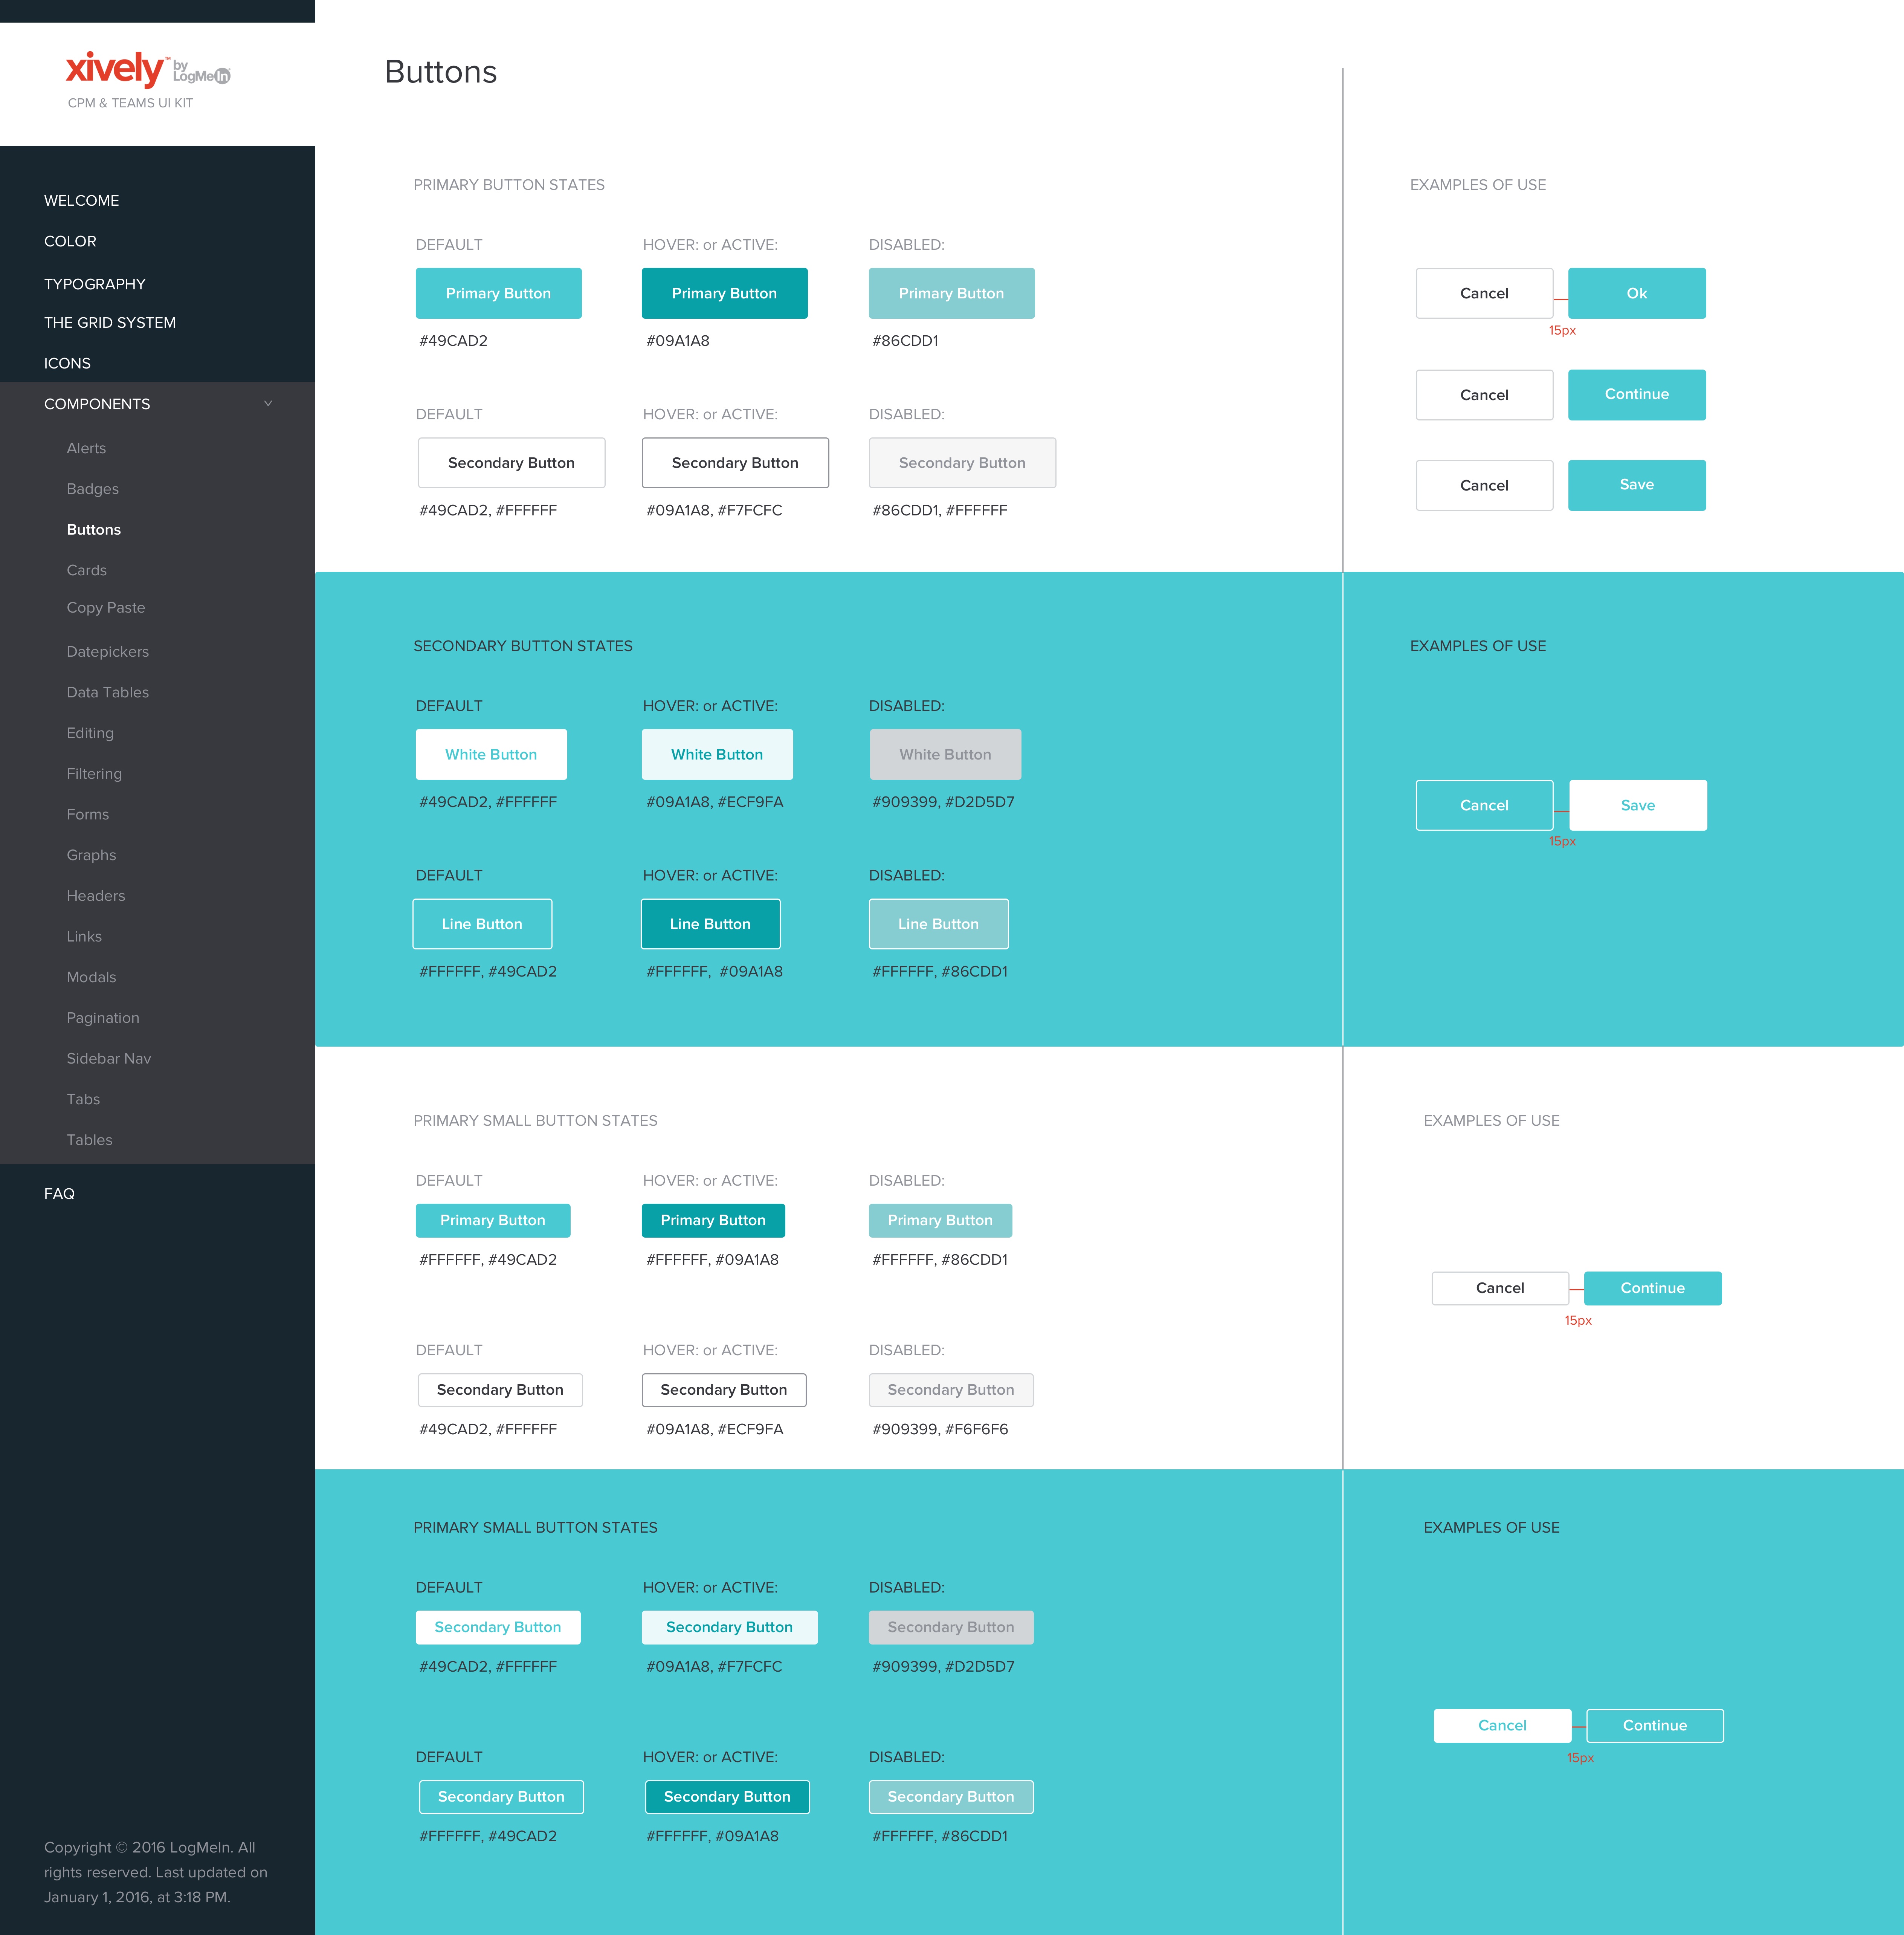 xively™ by LogMeIn
CPM & TEAMS UI KIT
WELCOME
COLOR
TYPOGRAPHY
THE GRID SYSTEM
ICONS
COMPONENTS
Alerts
Badges
Buttons
Cards
Copy Paste
Datepickers
Data Tables
Editing
Filtering
Forms
Graphs
Headers
Links
Modals
Pagination
Sidebar Nav
Tabs
Tables
FAQ
Copyright © 2016 LogMeIn. All
rights reserved. Last updated on
January 1, 2016, at 3:18 PM.
Buttons
PRIMARY BUTTON STATES
DEFAULT HOVER: or ACTIVE: DISABLED:
Primary Button Primary Button Primary Button
#49CAD2 #09A1A8 #86CDD1
DEFAULT HOVER: or ACTIVE: DISABLED:
Secondary Button Secondary Button Secondary Button
#49CAD2, #FFFFFF #09A1A8, #F7FCFC #86CDD1, #FFFFFF
EXAMPLES OF USE
Cancel Ok
15px
Cancel Continue
Cancel Save
SECONDARY BUTTON STATES
DEFAULT HOVER: or ACTIVE: DISABLED:
White Button White Button White Button
#49CAD2, #FFFFFF #09A1A8, #ECF9FA #909399, #D2D5D7
DEFAULT HOVER: or ACTIVE: DISABLED:
Line Button Line Button Line Button
#FFFFFF, #49CAD2 #FFFFFF, #09A1A8 #FFFFFF, #86CDD1
EXAMPLES OF USE
Cancel Save
15px
PRIMARY SMALL BUTTON STATES
DEFAULT HOVER: or ACTIVE: DISABLED:
Primary Button Primary Button Primary Button
#FFFFFF, #49CAD2 #FFFFFF, #09A1A8 #FFFFFF, #86CDD1
DEFAULT HOVER: or ACTIVE: DISABLED:
Secondary Button Secondary Button Secondary Button
#49CAD2, #FFFFFF #09A1A8, #ECF9FA #909399, #F6F6F6
EXAMPLES OF USE
Cancel Continue
15px
PRIMARY SMALL BUTTON STATES
DEFAULT HOVER: or ACTIVE: DISABLED:
Secondary Button Secondary Button Secondary Button
#49CAD2, #FFFFFF #09A1A8, #F7FCFC #909399, #D2D5D7
DEFAULT HOVER: or ACTIVE: DISABLED:
Secondary Button Secondary Button Secondary Button
#FFFFFF, #49CAD2 #FFFFFF, #09A1A8 #FFFFFF, #86CDD1
EXAMPLES OF USE
Cancel Continue
15px